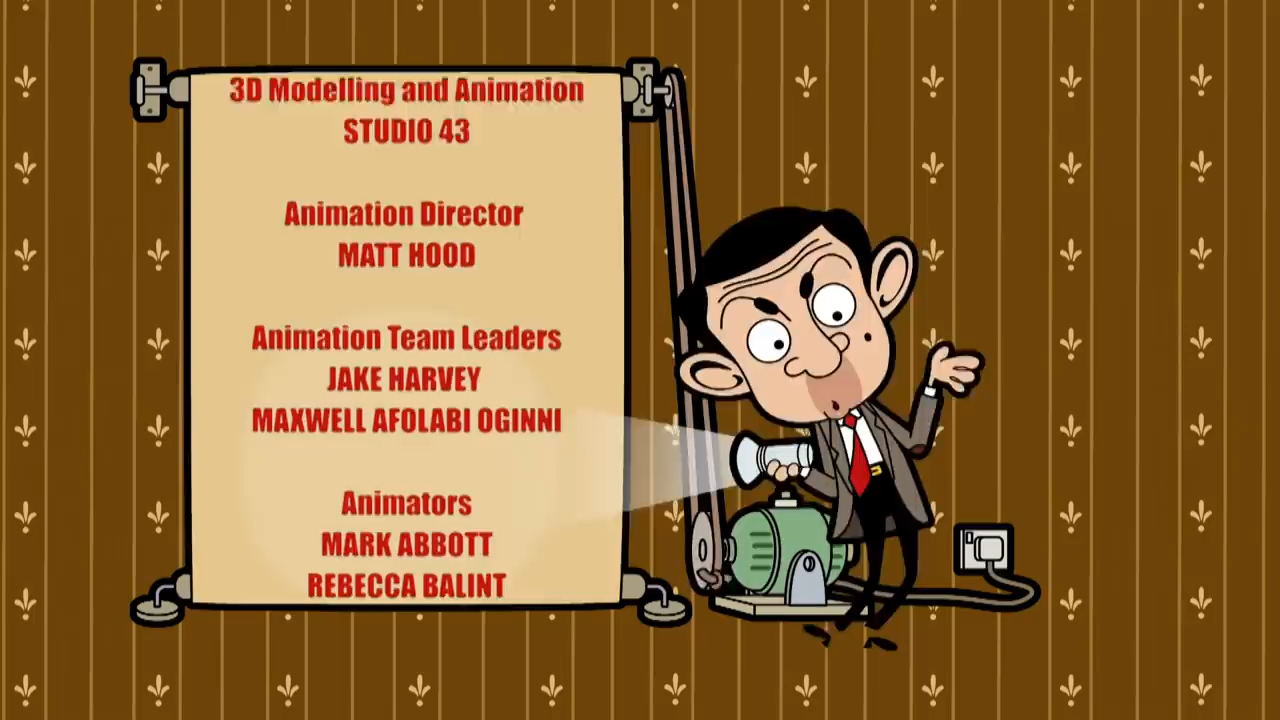 3D Modelling and Animation
STUDIO 43
Animation Director
MATT HOOD
Animation Team Leaders
JAKE HARVEY
MAXWELL AFOLABI OGINNI
Animators
MARK ABBOTT
REBECCA BALINT